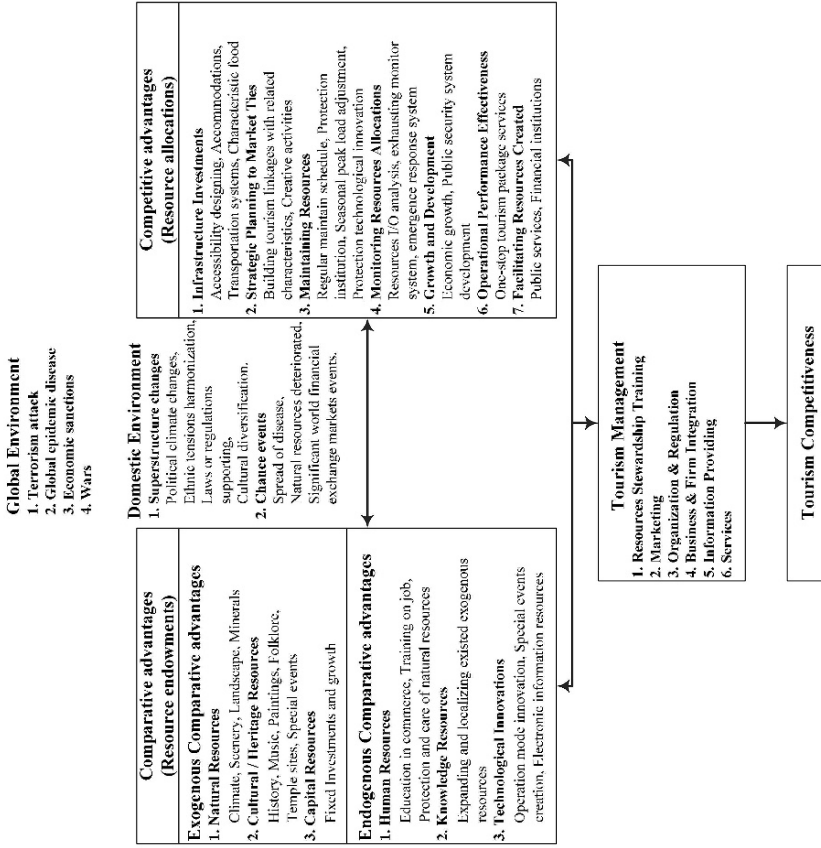 Global Environment
1. Terrorism attack
2. Global epidemic disease
3. Economic sanctions
4. Wars
Comparative advantages
(Resource endowments)
Exogenous Comparative advantages
1. Natural Resources
Climate, Scenery, Landscape, Minerals
2. Cultural / Heritage Resources
History, Music, Paintings, Folklore,
Temple sites, Special events
3. Capital Resources
Fixed Investments and growth
Endogenous Comparative advantages
1. Human Resources
Education in commerce, Training on job,
Protection and care of natural resources
2. Knowledge Resources
Expanding and localizing existed exogenous
resources
3. Technological Innovations
Operation mode innovation, Special events
creation, Electronic information resources
Domestic Environment
1. Superstructure changes
Political climate changes,
Ethnic tensions harmonization,
Laws or regulations
supporting,
Cultural diversification.
2. Chance events
Spread of disease,
Natural resources deteriorated,
Significant world financial
exchange markets events.
Competitive advantages
(Resource allocations)
1. Infrastructure Investments
Accessibility designing, Accommodations,
Transportation systems, Characteristic food
2. Strategic Planning to Market Ties
Building tourism linkages with related
characteristics, Creative activities
3. Maintaining Resources
Regular maintain schedule, Protection
institution, Seasonal peak load adjustment,
Protection technological innovation
4. Monitoring Resources Allocations
Resources I/O analysis, exhausting monitor
system, emergence response system
5. Growth and Development
Economic growth, Public security system
development
6. Operational Performance Effectiveness
One-stop tourism package services
7. Facilitating Resources Created
Public services, Financial institutions
Tourism Management
1. Resources Stewardship Training
2. Marketing
3. Organization & Regulation
4. Business & Firm Integration
5. Information Providing
6. Services
Tourism Competitiveness